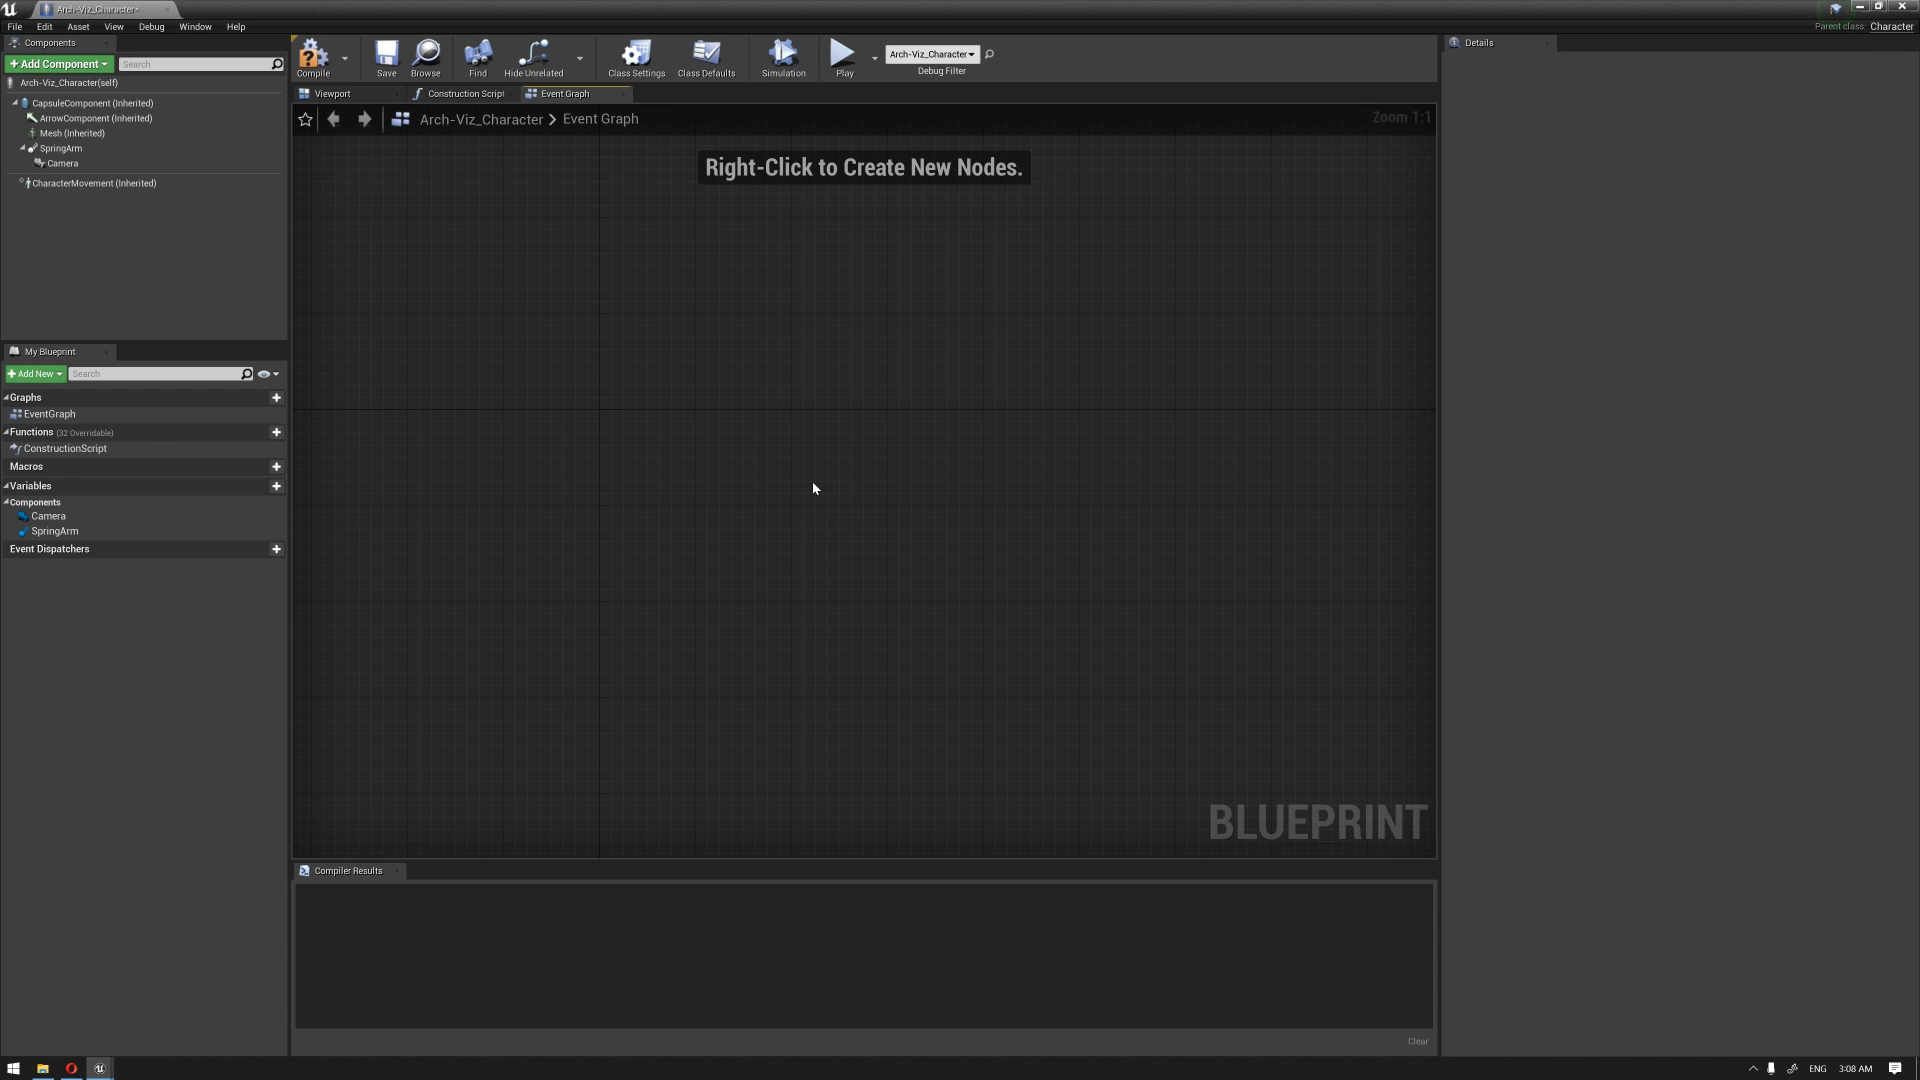 Arch-Viz_Character*
File Edit Asset View Debug Window Help
Parent class: Character
Components
Add Component
Search
Arch-Viz_Character(self)
CapsuleComponent (Inherited)
ArrowComponent (Inherited)
Mesh (Inherited)
SpringArm
Camera
CharacterMovement (Inherited)
My Blueprint
Add New
Search
Graphs
EventGraph
Functions (32 Overridable)
ConstructionScript
Macros
Variables
Components
Camera
SpringArm
Event Dispatchers
Compile
Save
Browse
Find
Hide Unrelated
Class Settings
Class Defaults
Simulation
Play
Arch-Viz_Character
Debug Filter
Viewport
Construction Script
Event Graph
Arch-Viz_Character > Event Graph
Zoom 1:1
Right-Click to Create New Nodes.
BLUEPRINT
Compiler Results
Clear
Details
ENG
3:08 AM